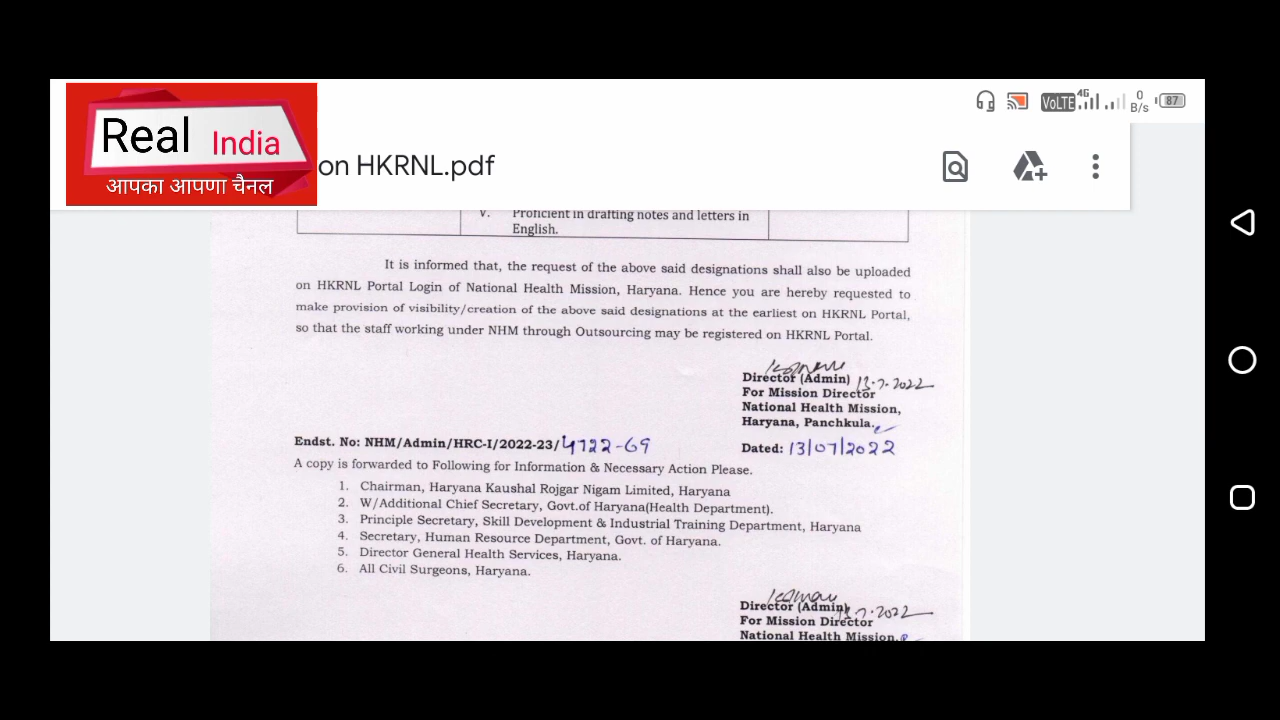 Real India
आपका आपणा चैनल
4G
VoLTE
0
B/s
87
on HKRNL.pdf
V. Proficient in drafting notes and letters in
English.
It is informed that, the request of the above said designations shall also be uploaded
on HKRNL Portal Login of National Health Mission, Haryana. Hence you are hereby requested to
make provision of visibility/creation of the above said designations at the earliest on HKRNL Portal,
so that the staff working under NHM through Outsourcing may be registered on HKRNL Portal.
Director (Admin) 13.7.2022
For Mission Director
National Health Mission,
Haryana, Panchkula.
Endst. No: NHM/Admin/HRC-I/2022-23/4722-69 Dated: 13/07/2022
A copy is forwarded to Following for Information & Necessary Action Please.
1. Chairman, Haryana Kaushal Rojgar Nigam Limited, Haryana
2. W/Additional Chief Secretary, Govt.of Haryana(Health Department).
3. Principle Secretary, Skill Development & Industrial Training Department, Haryana
4. Secretary, Human Resource Department, Govt. of Haryana.
5. Director General Health Services, Haryana.
6. All Civil Surgeons, Haryana.
Director (Admin) 13.7.2022
For Mission Director
National Health Mission,